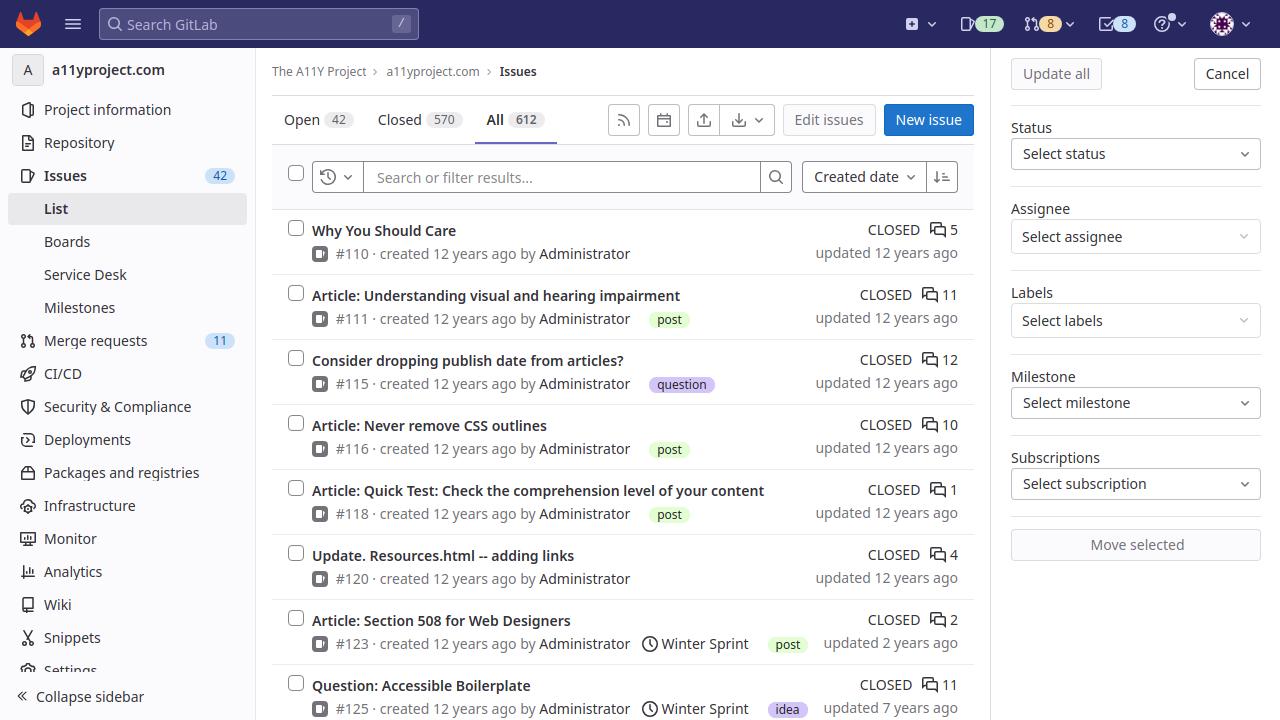 Search GitLab
/
17
8
8
A
a11yproject.com
Project information
Repository
Issues
42
List
Boards
Service Desk
Milestones
Merge requests
11
CI/CD
Security & Compliance
Deployments
Packages and registries
Infrastructure
Monitor
Analytics
Wiki
Snippets
Settings
Collapse sidebar
The A11Y Project
a11yproject.com
Issues
Open 42
Closed 570
All 612
Edit issues
New issue
Search or filter results...
Created date
Why You Should Care
CLOSED 5
#110 · created 12 years ago by Administrator
updated 12 years ago
Article: Understanding visual and hearing impairment
CLOSED 11
#111 · created 12 years ago by Administrator post
updated 12 years ago
Consider dropping publish date from articles?
CLOSED 12
#115 · created 12 years ago by Administrator question
updated 12 years ago
Article: Never remove CSS outlines
CLOSED 10
#116 · created 12 years ago by Administrator post
updated 12 years ago
Article: Quick Test: Check the comprehension level of your content
CLOSED 1
#118 · created 12 years ago by Administrator post
updated 12 years ago
Update. Resources.html -- adding links
CLOSED 4
#120 · created 12 years ago by Administrator
updated 12 years ago
Article: Section 508 for Web Designers
CLOSED 2
#123 · created 12 years ago by Administrator Winter Sprint post
updated 2 years ago
Question: Accessible Boilerplate
CLOSED 11
#125 · created 12 years ago by Administrator Winter Sprint idea
updated 7 years ago
Update all
Cancel
Status
Select status
Assignee
Select assignee
Labels
Select labels
Milestone
Select milestone
Subscriptions
Select subscription
Move selected